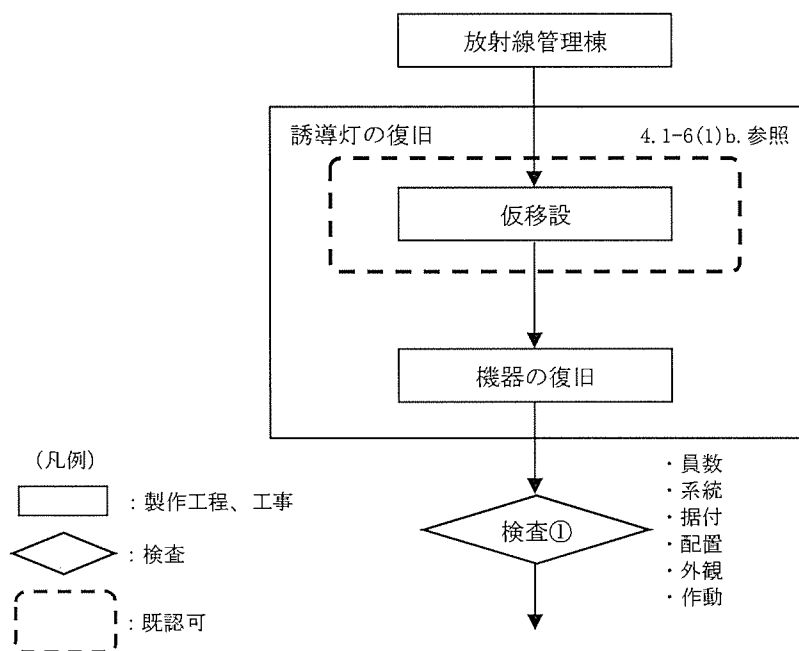 放射線管理棟
誘導灯の復旧
4.1-6(1)b.参照
仮移設
機器の復旧
・員数
・系統
・据付
・配置
・外観
・作動
検査①
(凡例)
：製作工程、工事
：検査
：既認可